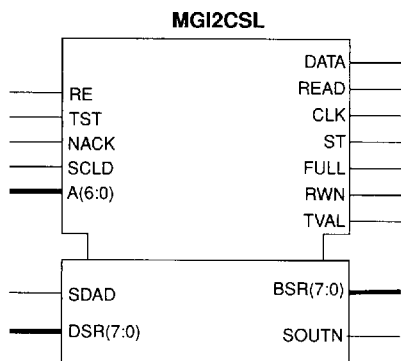 MGI2CSL
DATA
RE
READ
TST
CLK
NACK
ST
SCLD
FULL
A(6:0)
RWN
TVAL
SDAD
BSR(7:0)
DSR(7:0)
SOUTN